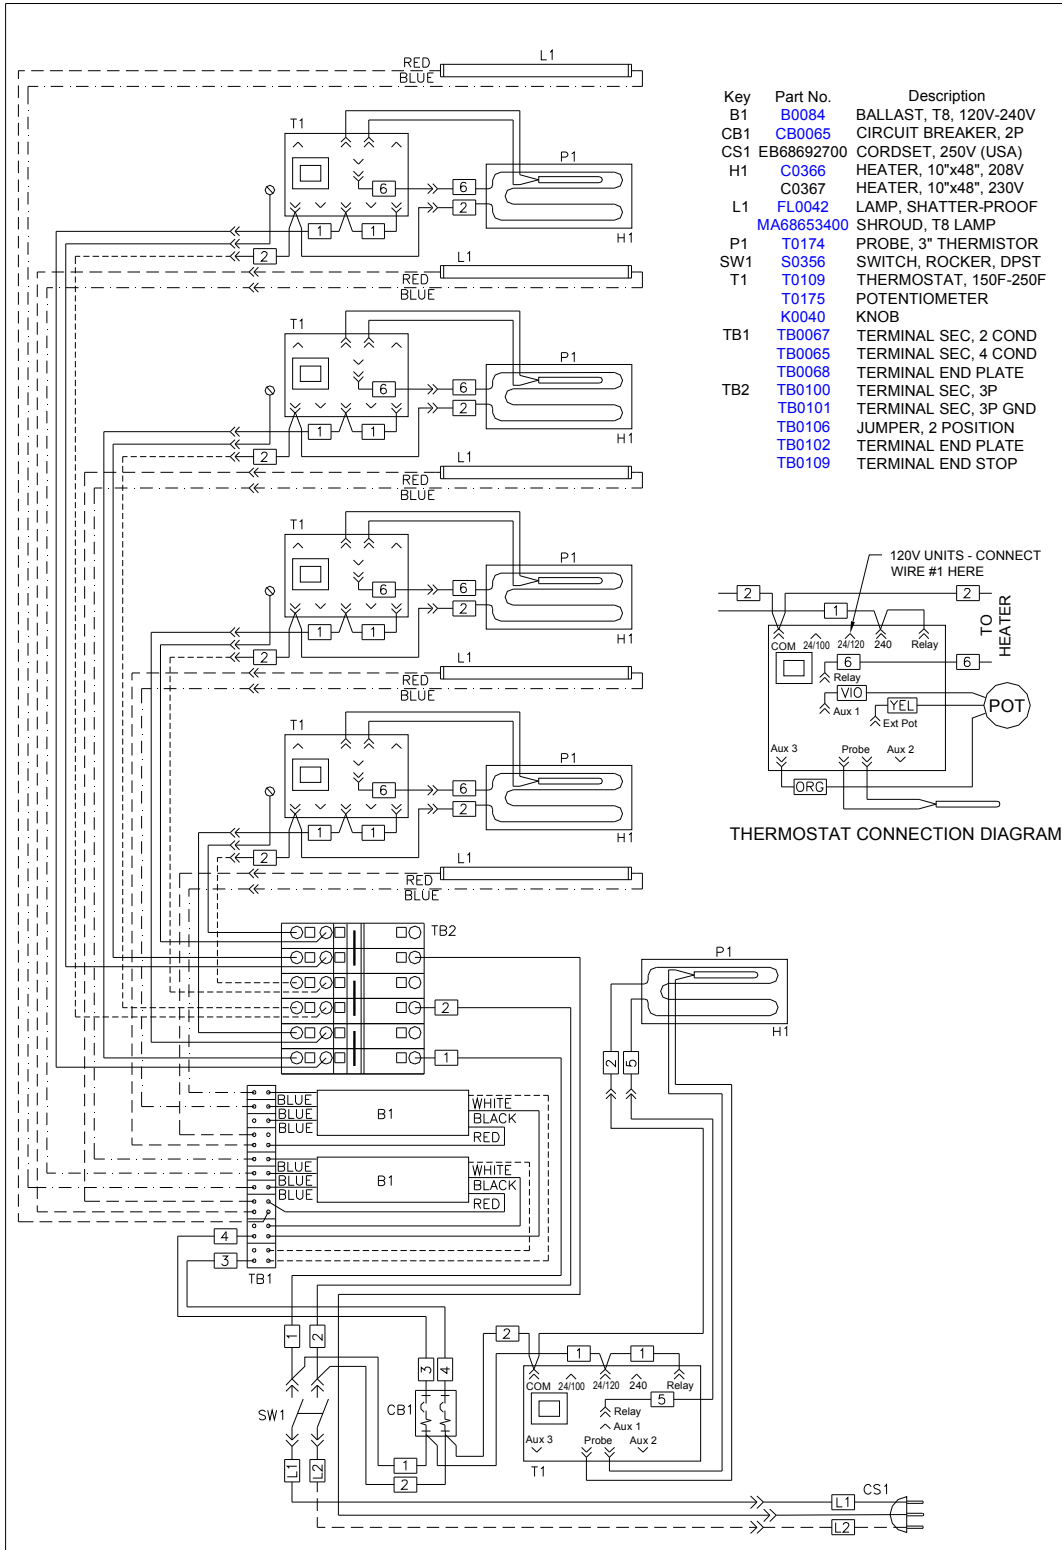 L1
RED
BLUE
Key Part No. Description
B1 B0084 BALLAST, T8, 120V-240V
CB1 CB0065 CIRCUIT BREAKER, 2P
CS1 EB68692700 CORDSET, 250V (USA)
H1 C0366 HEATER, 10"x48", 208V
C0367 HEATER, 10"x48", 230V
L1 FL0042 LAMP, SHATTER-PROOF
MA68653400 SHROUD, T8 LAMP
P1 T0174 PROBE, 3" THERMISTOR
SW1 S0356 SWITCH, ROCKER, DPST
T1 T0109 THERMOSTAT, 150F-250F
T0175 POTENTIOMETER
K0040 KNOB
TB1 TB0067 TERMINAL SEC, 2 COND
TB0065 TERMINAL SEC, 4 COND
TB0068 TERMINAL END PLATE
TB2 TB0100 TERMINAL SEC, 3P
TB0101 TERMINAL SEC, 3P GND
TB0106 JUMPER, 2 POSITION
TB0102 TERMINAL END PLATE
TB0109 TERMINAL END STOP
T1
P1
6 6
2
1 1
H1
2
L1
RED
BLUE
T1
P1
6 6
2
1 1
H1
2
L1
RED
BLUE
T1
P1
6 6
2
1 1
H1
2
L1
RED
BLUE
T1
P1
6 6
2
1 1
H1
2
L1
RED
BLUE
120V UNITS - CONNECT
WIRE #1 HERE
2 2
1
TO
HEATER
COM 24/100 24/120 240 Relay
6 6
Relay
VIO
Aux 1
YEL
Ext Pot
POT
Aux 3 Probe Aux 2
ORG
THERMOSTAT CONNECTION DIAGRAM
TB2
2
1
P1
H1
2 5
BLUE
BLUE
BLUE
B1
WHITE
BLACK
RED
BLUE
BLUE
BLUE
B1
WHITE
BLACK
RED
4
3
TB1
1 2
3 4
2
1 1
SW1
CB1
COM 24/100 24/120 240 Relay
5
Relay
Aux 1
Aux 3 Probe Aux 2
T1
1
2
L1 L2
CS1
L1
L2